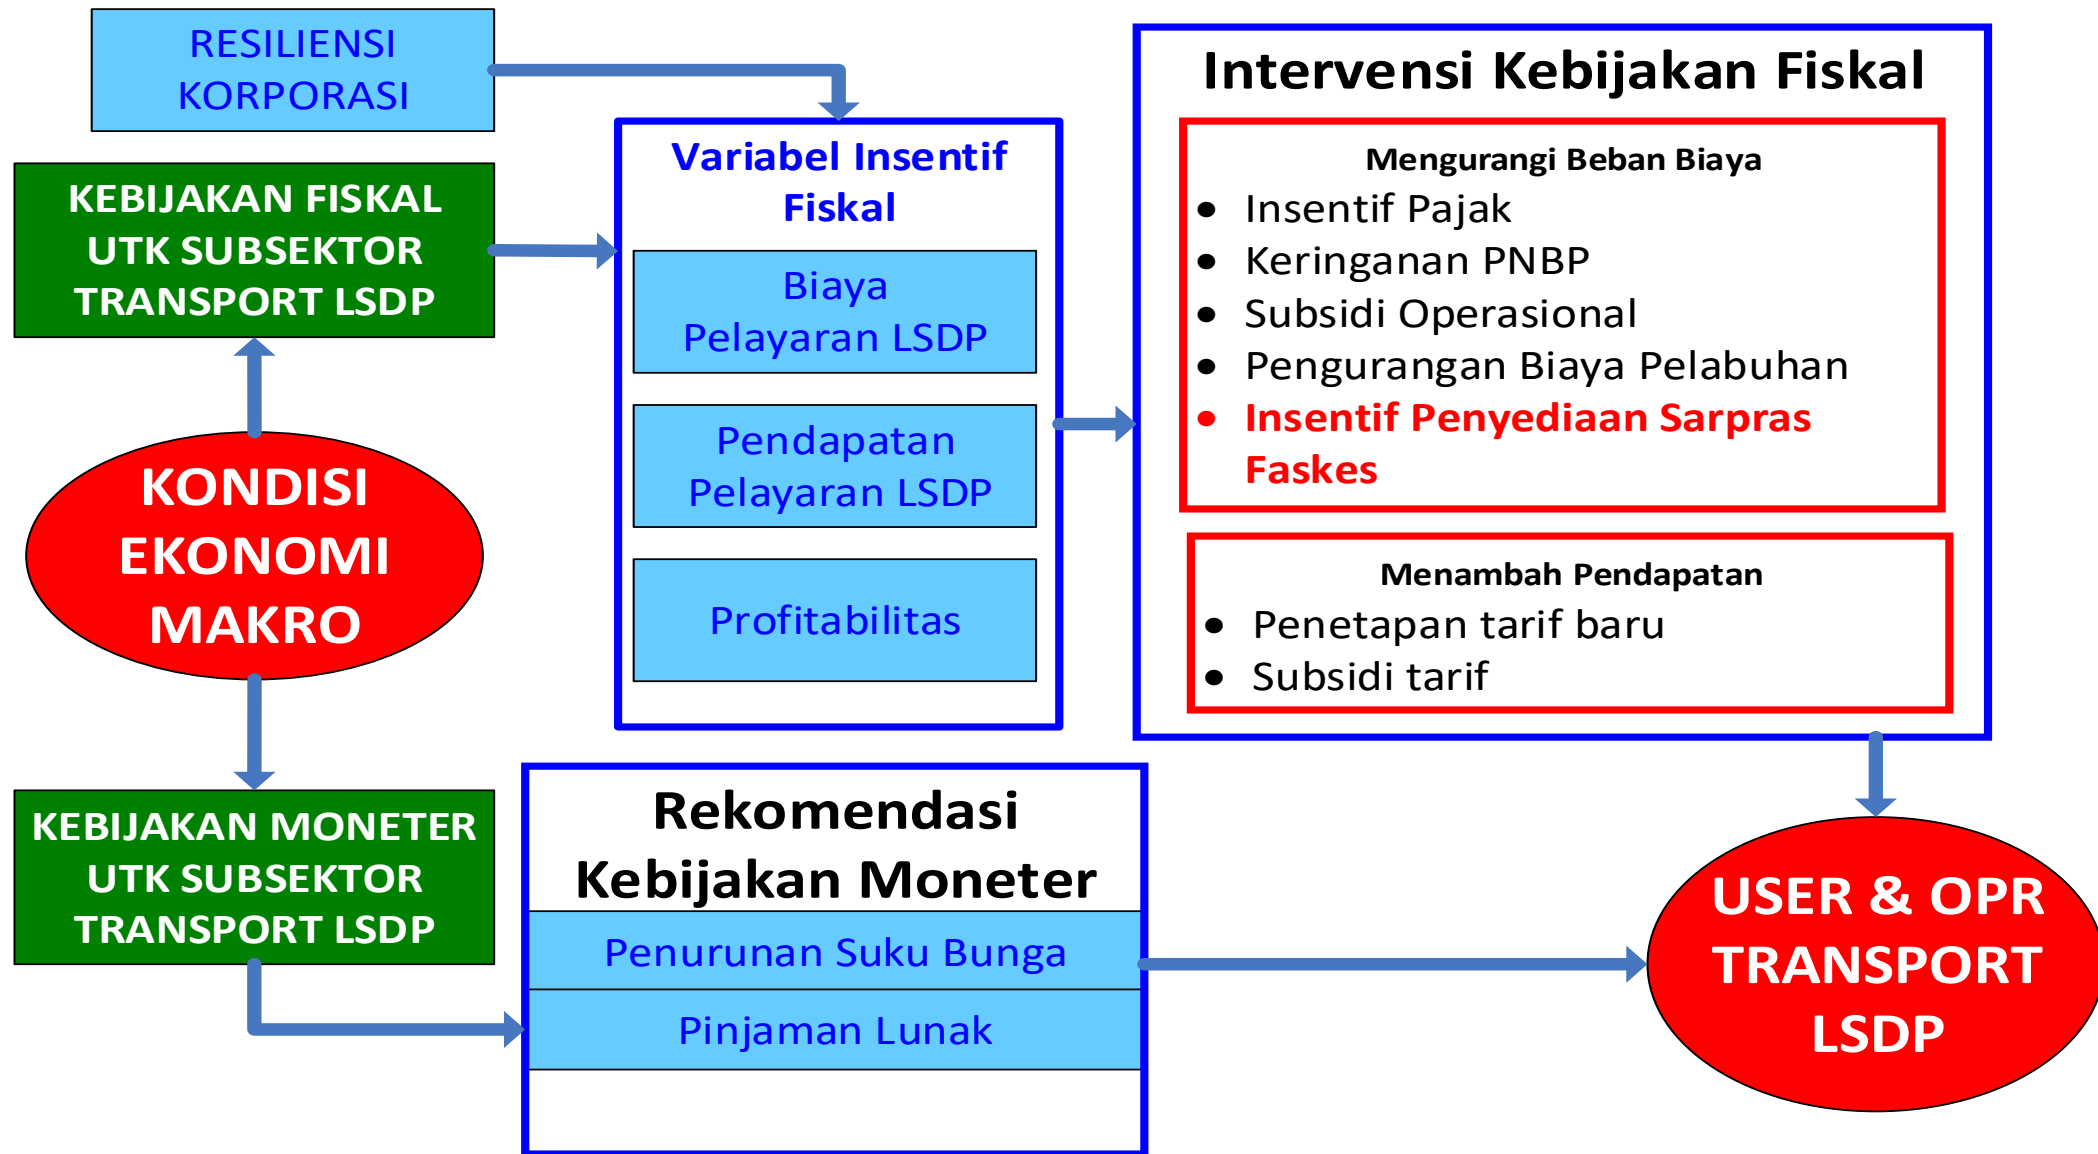 RESILIENSI
KORPORASI
KEBIJAKAN FISKAL
UTK SUBSEKTOR
TRANSPORT LSDP
KONDISI
EKONOMI
MAKRO
KEBIJAKAN MONETER
UTK SUBSEKTOR
TRANSPORT LSDP
Variabel Insentif
Fiskal
Biaya
Pelayaran LSDP
Pendapatan
Pelayaran LSDP
Profitabilitas
Intervensi Kebijakan Fiskal
Mengurangi Beban Biaya
• Insentif Pajak
• Keringanan PNBP
• Subsidi Operasional
• Pengurangan Biaya Pelabuhan
• Insentif Penyediaan Sarpras
Faskes
Menambah Pendapatan
• Penetapan tarif baru
• Subsidi tarif
Rekomendasi
Kebijakan Moneter
Penurunan Suku Bunga
Pinjaman Lunak
USER & OPR
TRANSPORT
LSDP